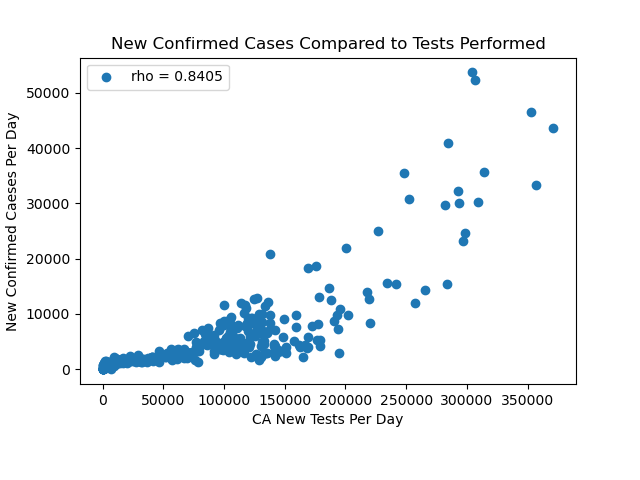 New Confirmed Cases Compared to Tests Performed
rho = 0.8405
New Confirmed Caeses Per Day
50000
40000
30000
20000
10000
0
0 50000 100000 150000 200000 250000 300000 350000
CA New Tests Per Day